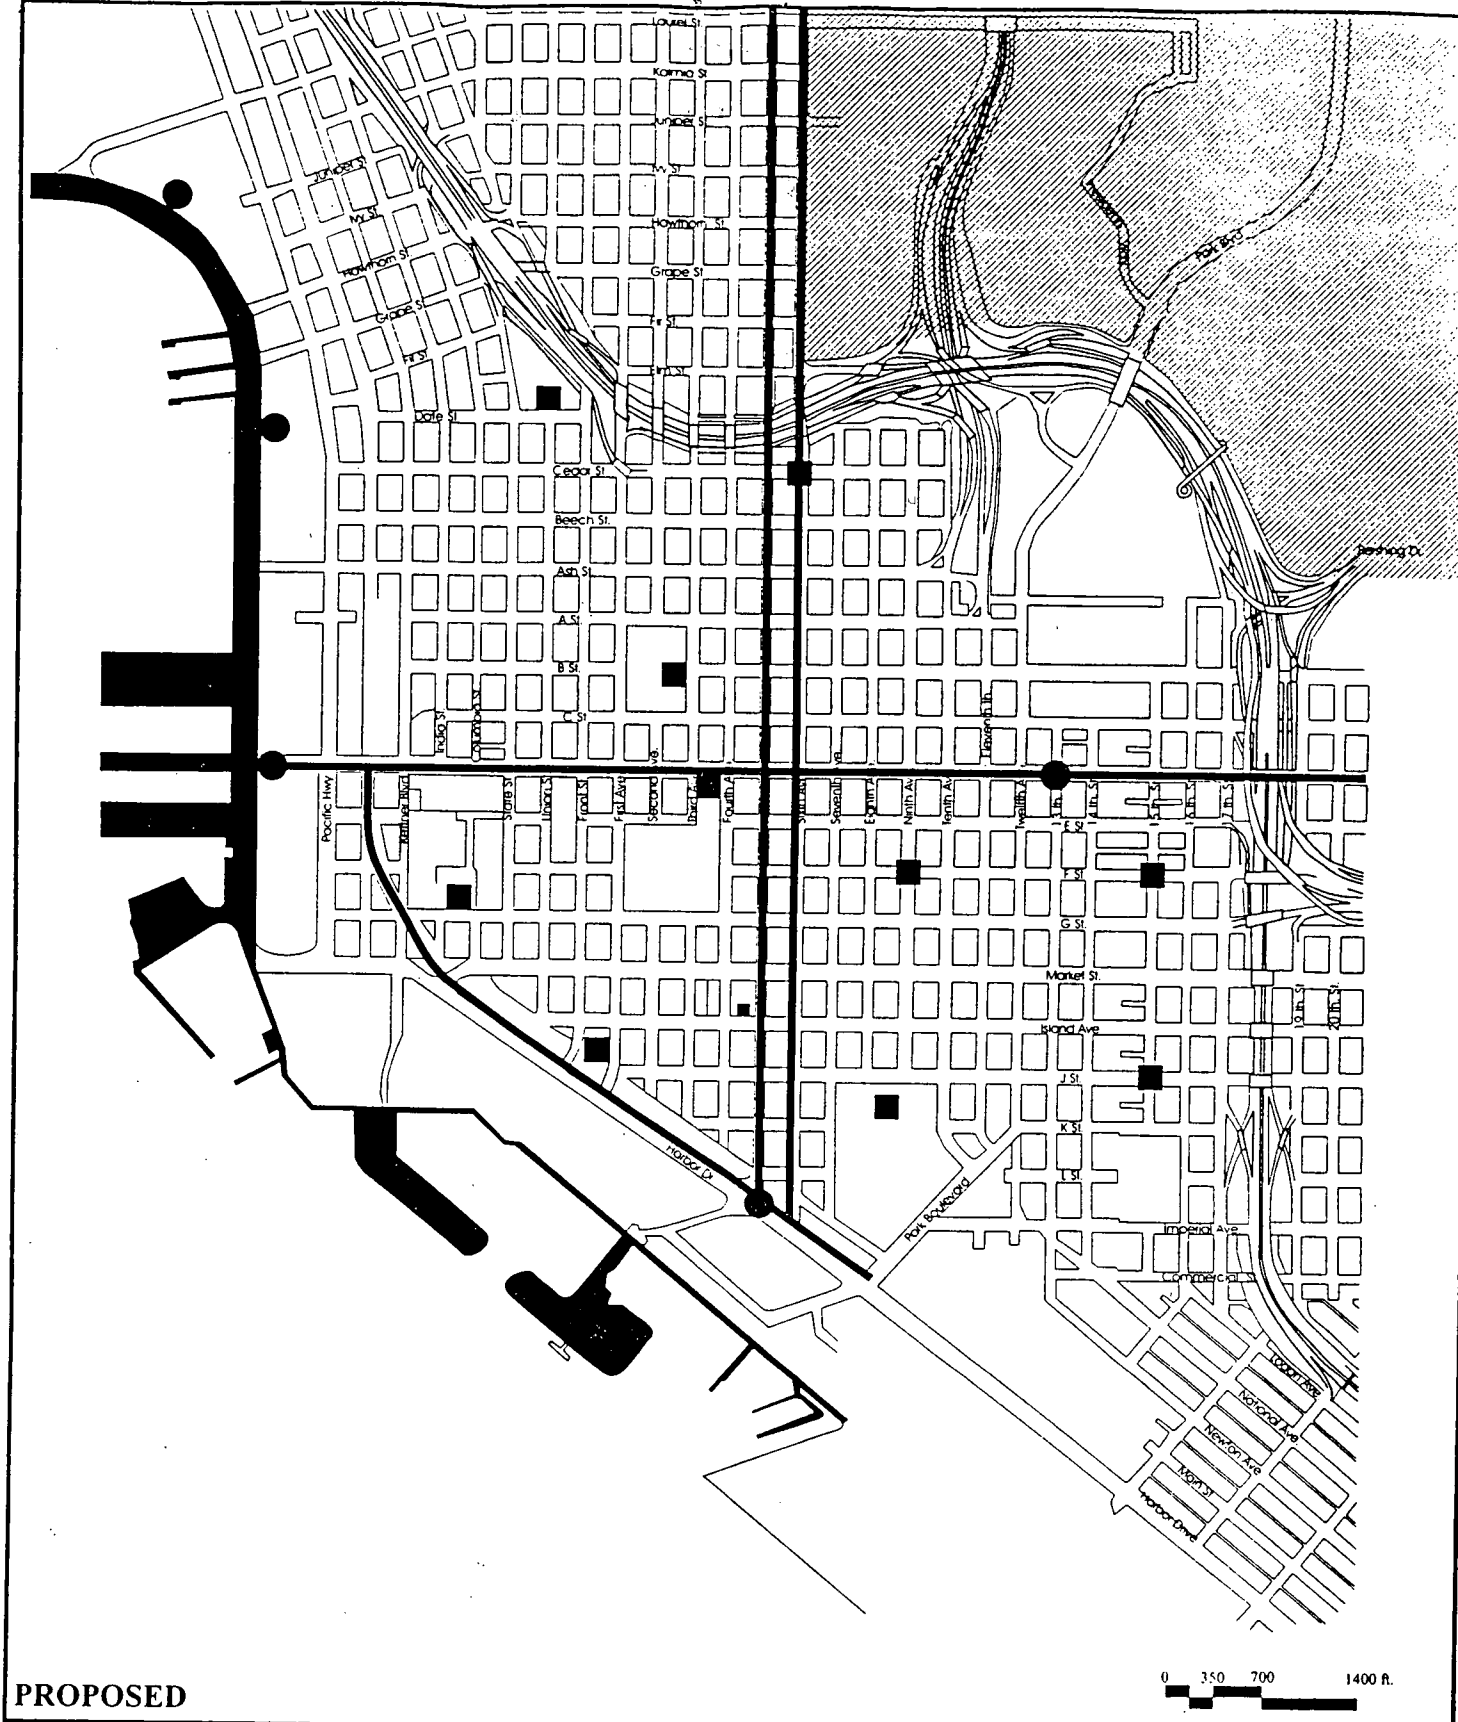 Laurel St.
Kalmia St
Juniper St
Ivy St
Hawthorn St
Grape St
Fir St.
Elm St
Juniper St
Ivy St
Hawthorn St
Grape St
Fir St
Date St
Cedar St
Beech St.
Ash St
A St
B St.
C St
Park Blvd
Pershing Dr.
India St
Columbia St
Eleventh
Pacific Hwy
Kettner Blvd
State St
Union St
Front St
First Ave
Second Ave.
Third Ave
Fourth A
Sixth Ave
Seventh Ave.
Eighth Ave
Ninth Av
Tenth Av
Twelfth Av
13 th St
14th St
15 th St
16 th St
17 th St
E St
F St
G St.
Market St.
Island Ave
J St.
K St.
L St.
19 th St
20 th St.
Harbor Dr
Park Boulevard
Imperial Ave
Commercial St
Logan Ave
National Ave.
Newton Ave
Main St
Harbor Drive
PROPOSED
0 350 700 1400 ft.